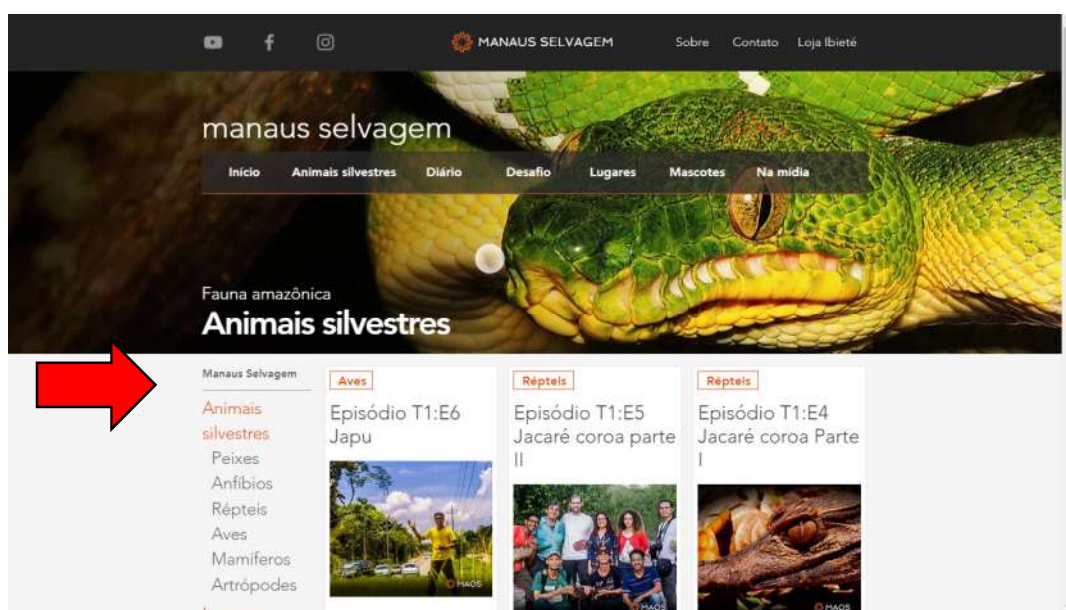 MANAUS SELVAGEM
Sobre Contato Loja Ibieté
manaus selvagem
Início Animais silvestres Diário Desafio Lugares Mascotes Na mídia
Fauna amazônica
Animais silvestres
Manaus Selvagem
Animais
silvestres
Peixes
Anfíbios
Répteis
Aves
Mamíferos
Artrópodes
Aves
Episódio T1:E6
Japu
MAOS
Répteis
Episódio T1:E5
Jacaré coroa parte
II
MAOS
Répteis
Episódio T1:E4
Jacaré coroa Parte
I
MAOS